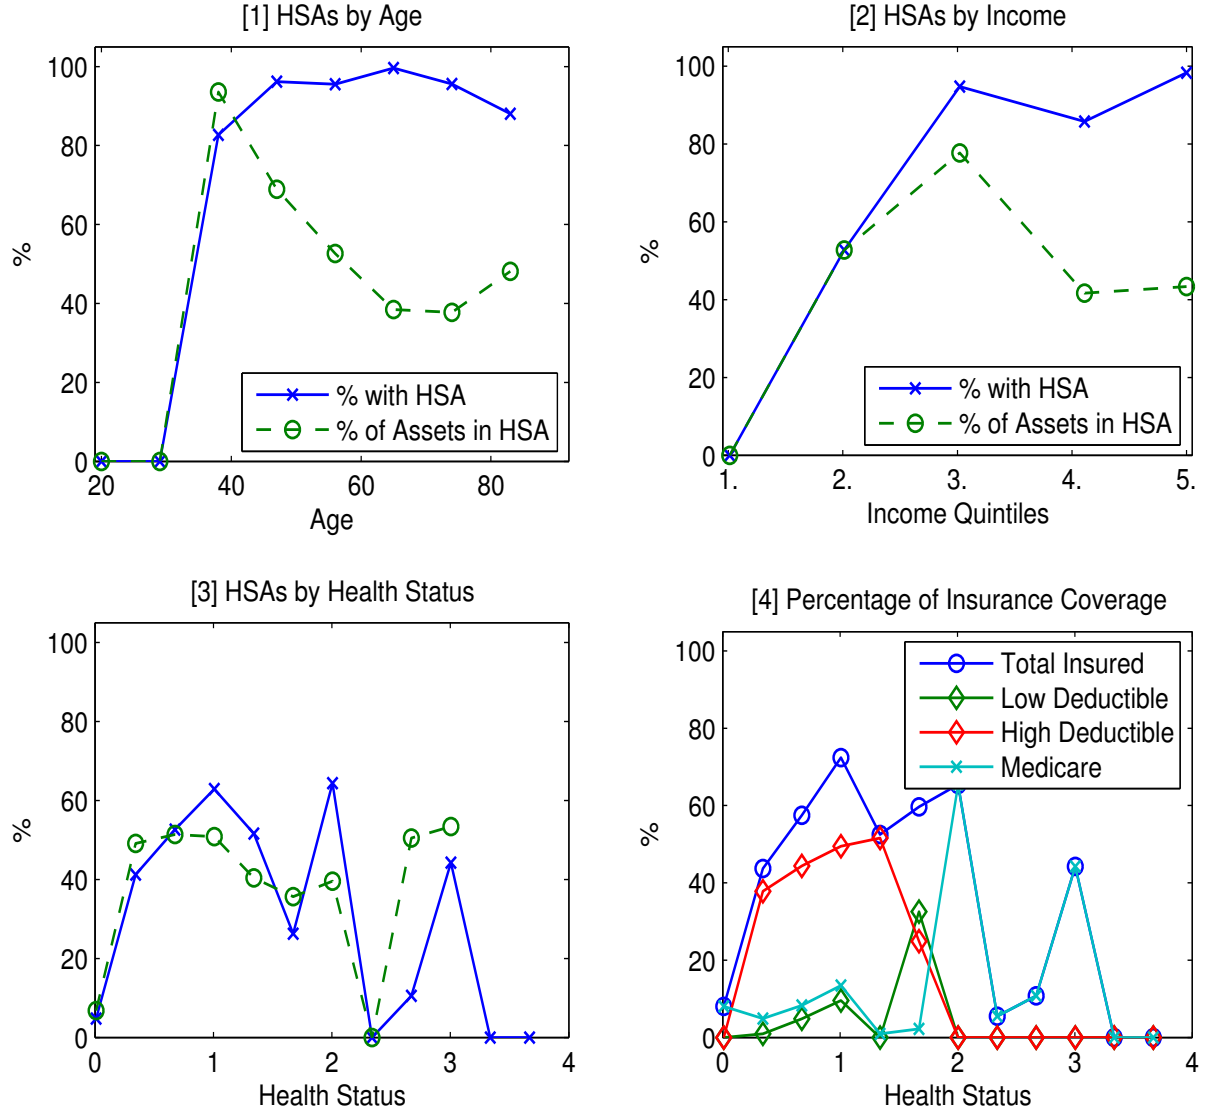 [1] HSAs by Age
100
80
60
40
20
0
%
20 40 60 80
Age
% with HSA
% of Assets in HSA
[2] HSAs by Income
100
80
60
40
20
0
%
1. 2. 3. 4. 5.
Income Quintiles
% with HSA
% of Assets in HSA
[3] HSAs by Health Status
100
80
60
40
20
0
%
0 1 2 3 4
Health Status
[4] Percentage of Insurance Coverage
100
80
60
40
20
0
%
0 1 2 3 4
Health Status
Total Insured
Low Deductible
High Deductible
Medicare